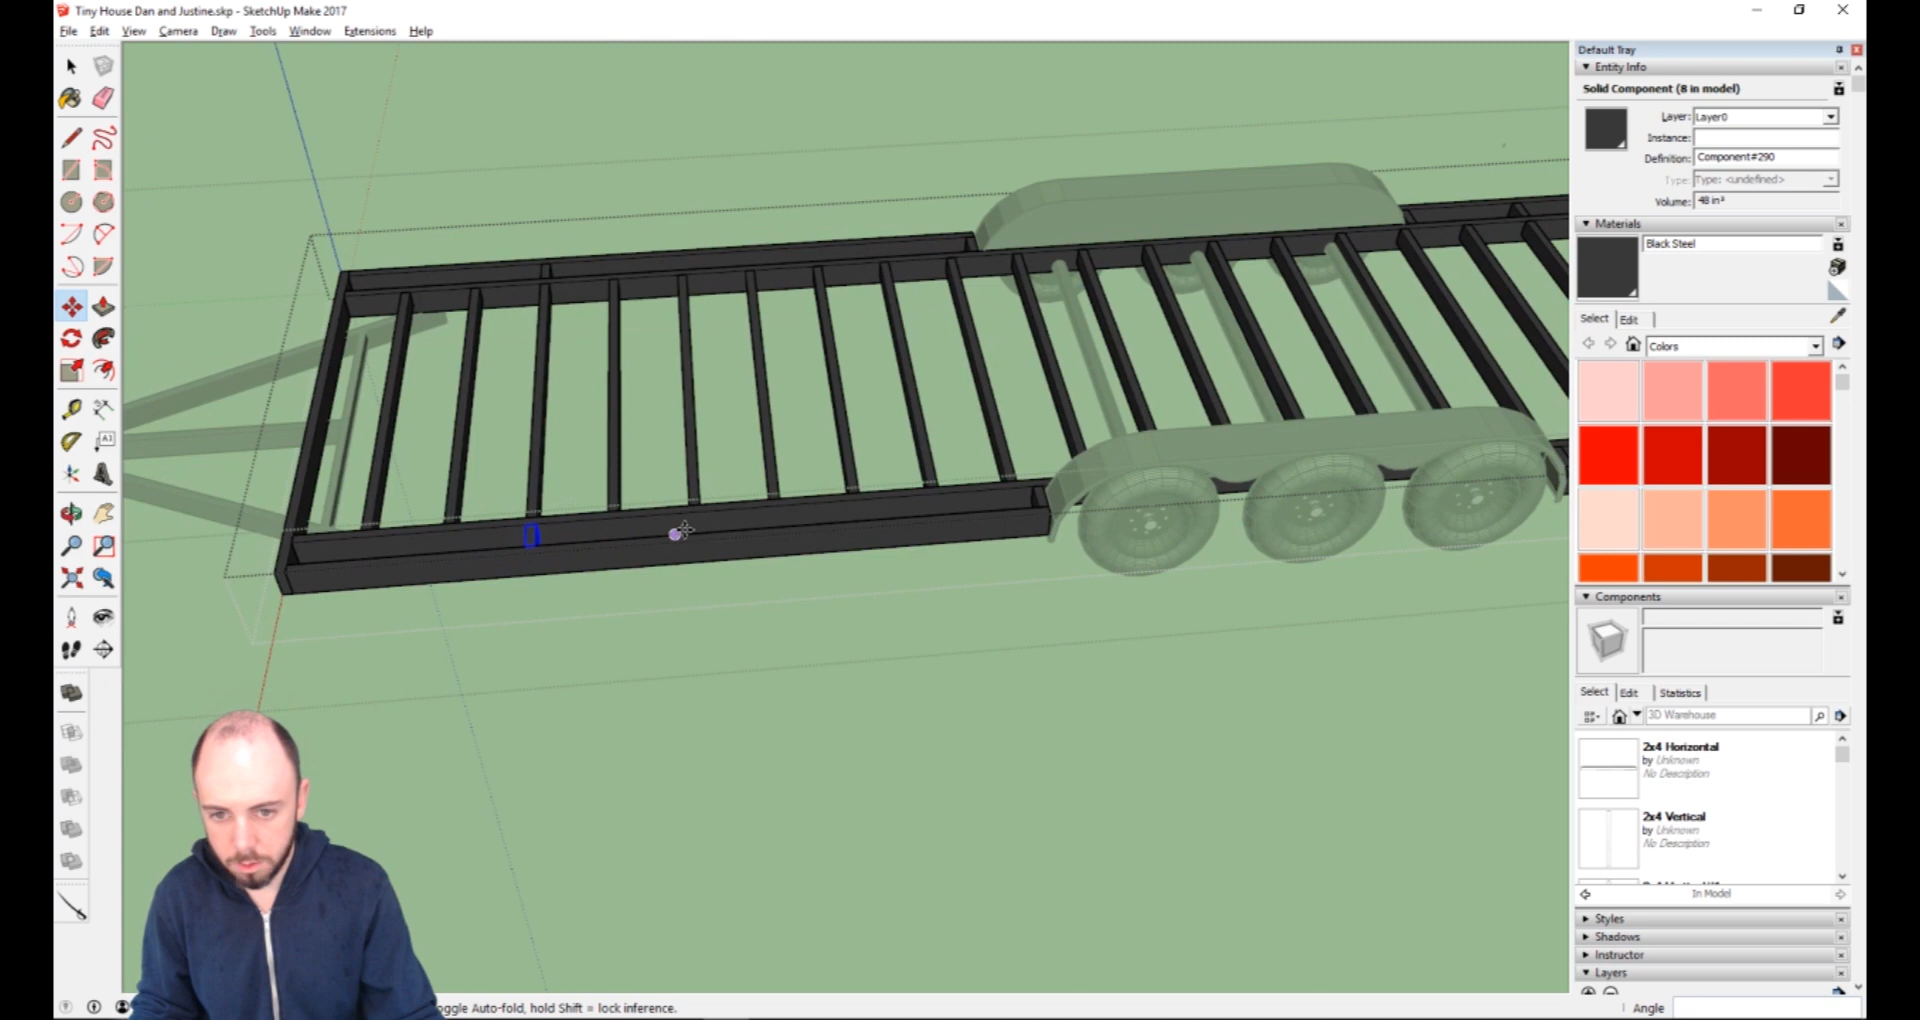 Tiny House Dan and Justine.skp - SketchUp Make 2017
File Edit View Camera Draw Tools Window Extensions Help
Default Tray
Entity Info
Solid Component (8 in model)
Layer: Layer0
Instance:
Definition: Component#290
Type: Type: <undefined>
Volume: 48 in³
Materials
Black Steel
Select Edit
Colors
Components
Select Edit Statistics
3D Warehouse
2x4 Horizontal
by Unknown
No Description
2x4 Vertical
by Unknown
No Description
In Model
Styles
Shadows
Instructor
Layers
oggle Auto-fold, hold Shift = lock inference.
Angle